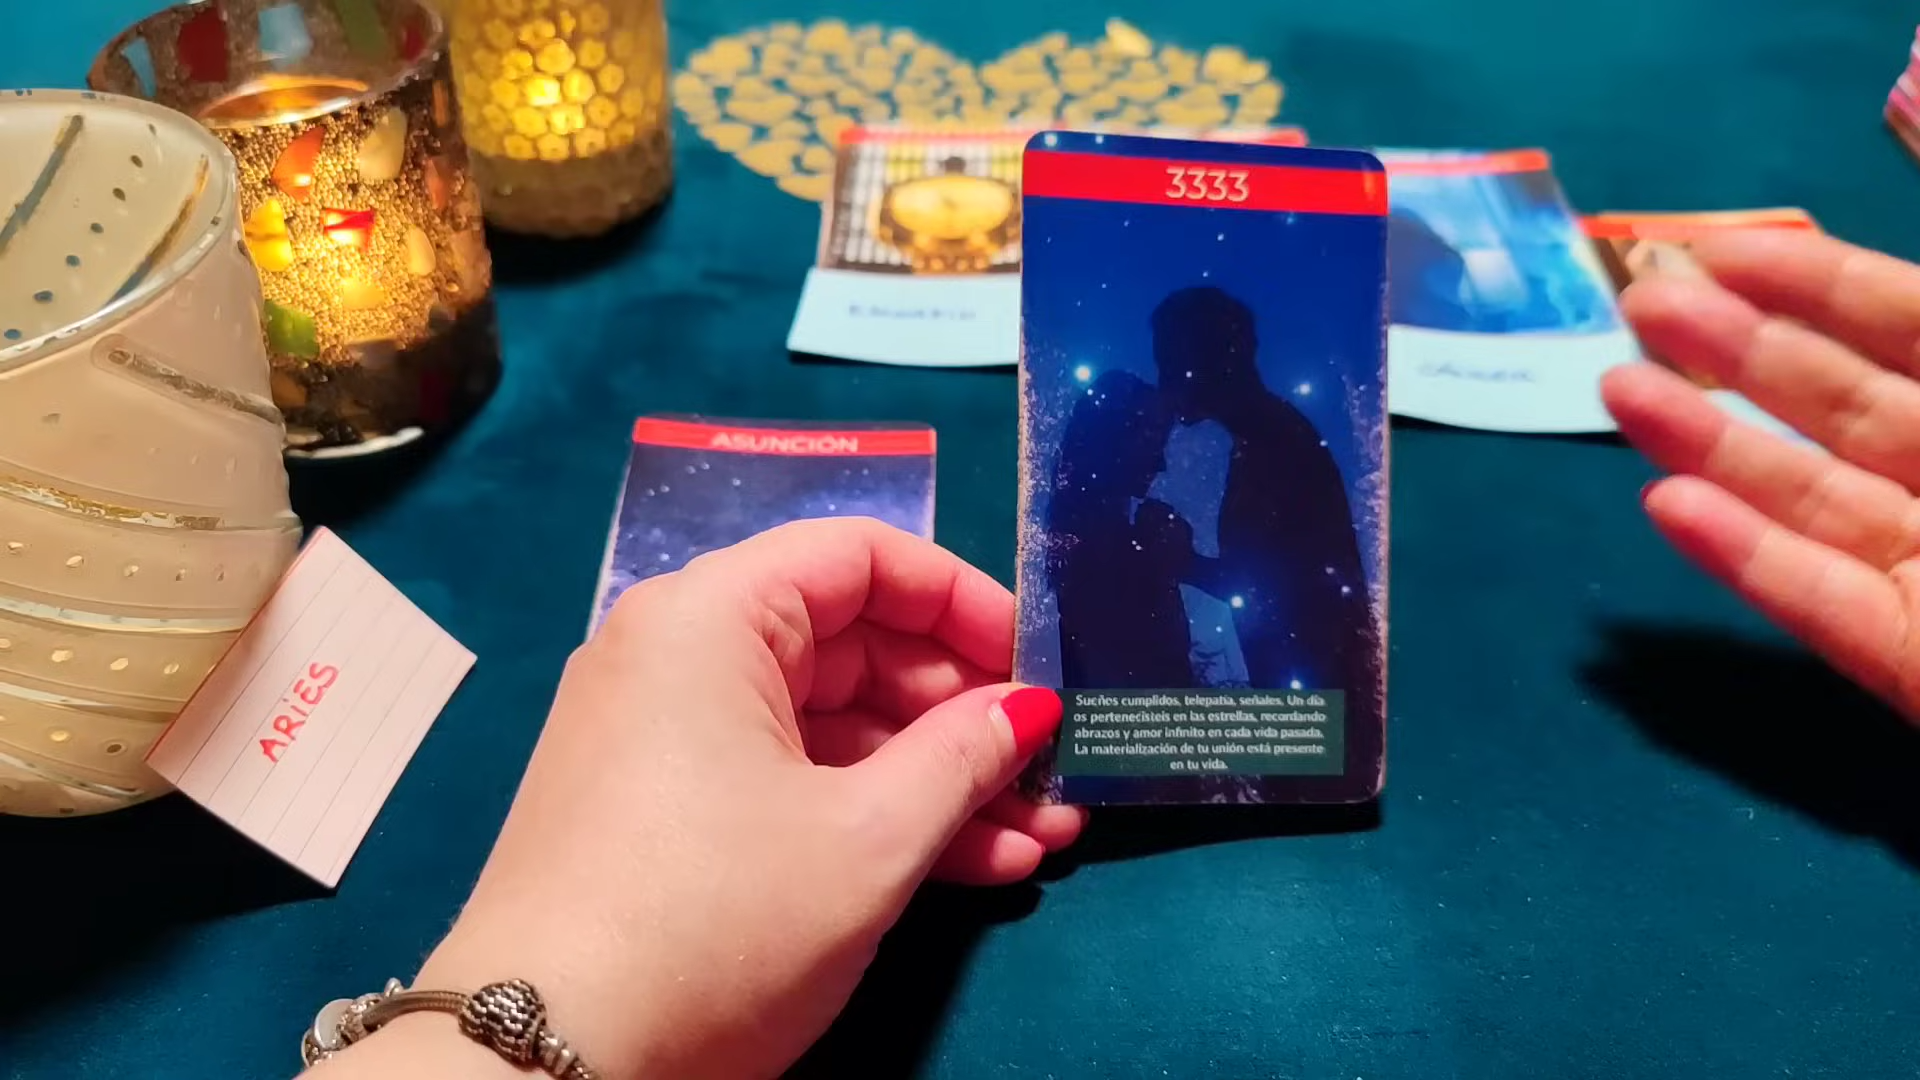 3333
ASUNCIÓN
ARIES
Sueños cumplidos, telepatía, señales. Un día
os pertenecisteis en las estrellas, recordando
abrazos y amor infinito en cada vida pasada.
La materialización de tu unión está presente
en tu vida.